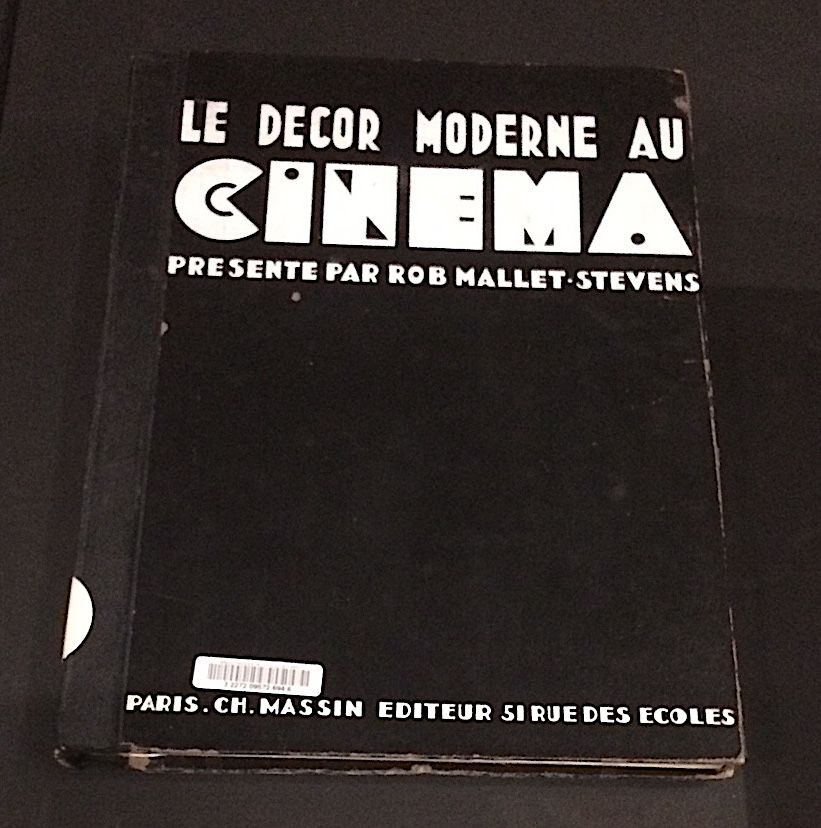 LE DECOR MODERNE AU
CINEMA
PRESENTE PAR ROB MALLET-STEVENS
PARIS. CH. MASSIN EDITEUR 51 RUE DES ECOLES